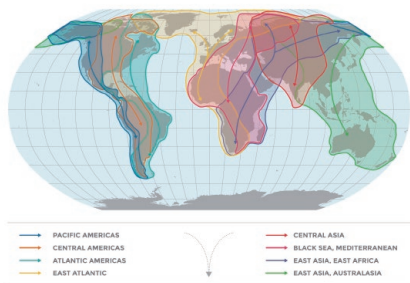 PACIFIC AMERICAS
CENTRAL AMERICAS
ATLANTIC AMERICAS
EAST ATLANTIC
CENTRAL ASIA
BLACK SEA, MEDITERRANEAN
EAST ASIA, EAST AFRICA
EAST ASIA, AUSTRALASIA